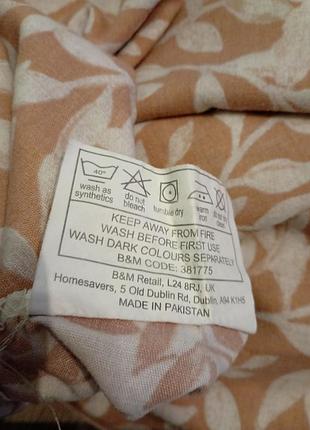 40°
wash as synthetics
do not bleach
tumble dry
warm iron
do not dry clean
KEEP AWAY FROM FIRE
WASH BEFORE FIRST USE
WASH DARK COLOURS SEPARATELY
B&M CODE: 381775
B&M Retail, L24 8RJ, UK
Homesavers, 5 Old Dublin Rd, Dublin, A94 K1H5
MADE IN PAKISTAN